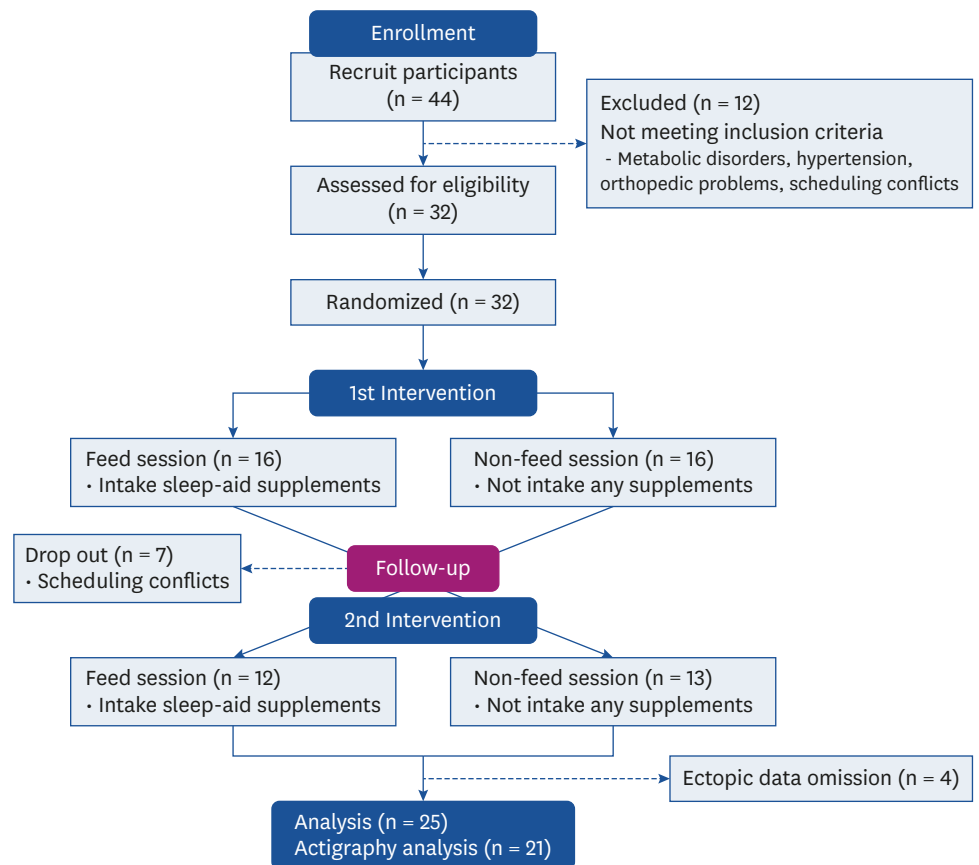 Enrollment
Recruit participants
(n = 44)
Excluded (n = 12)
Not meeting inclusion criteria
- Metabolic disorders, hypertension,
orthopedic problems, scheduling conflicts
Assessed for eligibility
(n = 32)
Randomized (n = 32)
1st Intervention
Feed session (n = 16)
· Intake sleep-aid supplements
Non-feed session (n = 16)
· Not intake any supplements
Drop out (n = 7)
· Scheduling conflicts
Follow-up
2nd Intervention
Feed session (n = 12)
· Intake sleep-aid supplements
Non-feed session (n = 13)
· Not intake any supplements
Ectopic data omission (n = 4)
Analysis (n = 25)
Actigraphy analysis (n = 21)